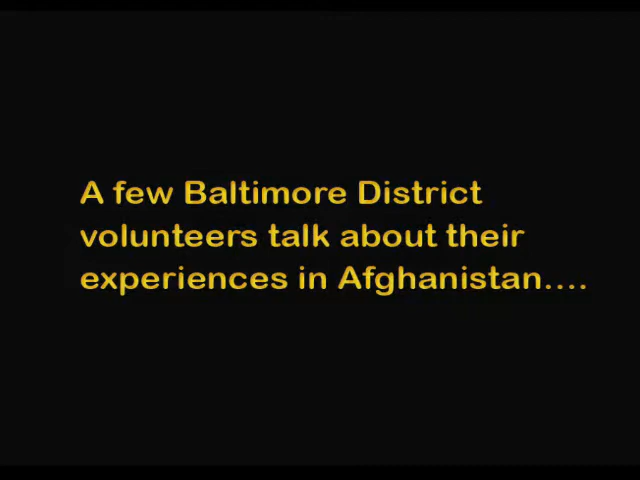 A few Baltimore District
volunteers talk about their
experiences in Afghanistan....